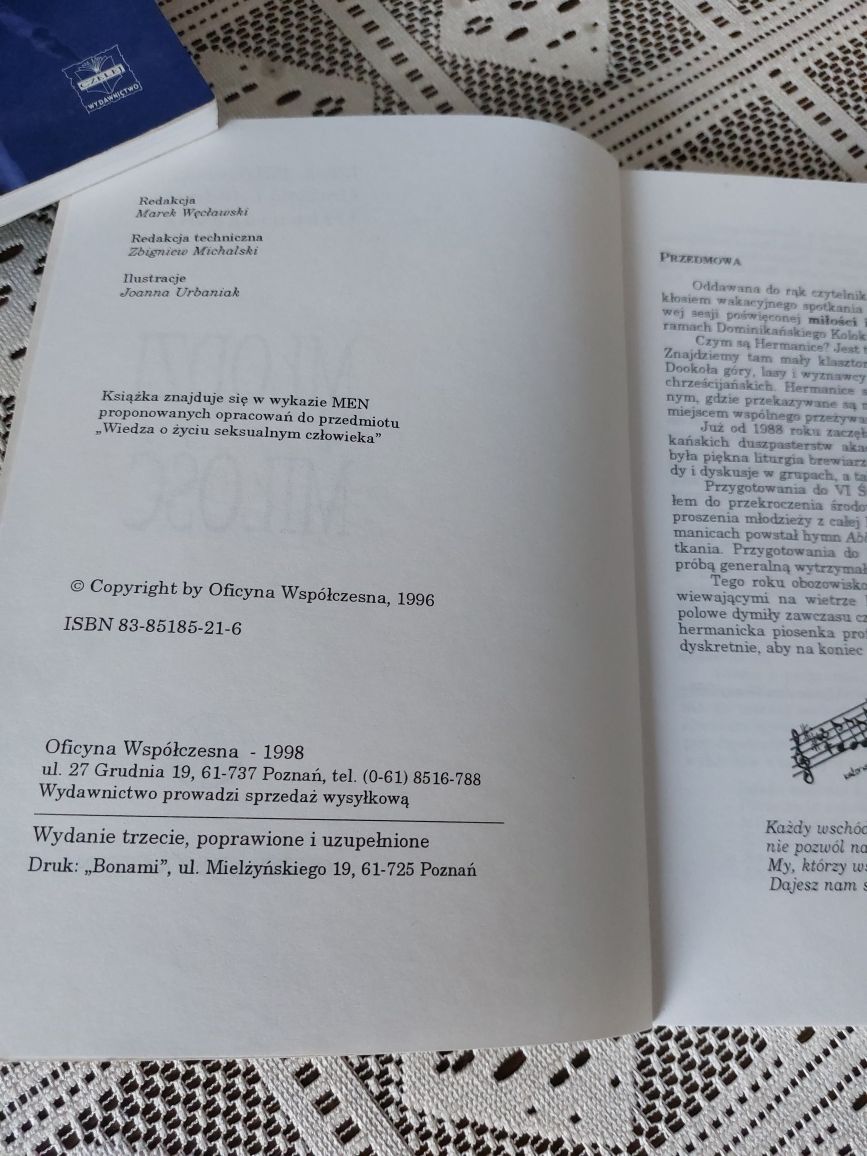 CZELEJ
WYDAWNICTWO
Redakcja
Marek Węcławski
Redakcja techniczna
Zbigniew Michalski
Ilustracje
Joanna Urbaniak
Książka znajduje się w wykazie MEN
proponowanych opracowań do przedmiotu
„Wiedza o życiu seksualnym człowieka”
© Copyright by Oficyna Współczesna, 1996
ISBN 83-85185-21-6
Oficyna Współczesna - 1998
ul. 27 Grudnia 19, 61-737 Poznań, tel. (0-61) 8516-788
Wydawnictwo prowadzi sprzedaż wysyłkową
Wydanie trzecie, poprawione i uzupełnione
Druk: „Bonami”, ul. Mielżyńskiego 19, 61-725 Poznań
PRZEDMOWA
Oddawana do rąk czytelnik
kłosiem wakacyjnego spotkania
wej sesji poświęconej miłości
ramach Dominikańskiego Kolok
Czym są Hermanice? Jest t
Znajdziemy tam mały klasztor
Dookoła góry, lasy i wyznawcy
chrześcijańskich. Hermanice s
nym, gdzie przekazywane są
miejscem wspólnego przeżywa
Już od 1988 roku zaczęł
kańskich duszpasterstw aka
była piękna liturgia brewiarz
dy i dyskusje w grupach, a ta
Przygotowania do VI Ś
łem do przekroczenia środo
proszenia młodzieży z całej
manicach powstał hymn Abb
tkania. Przygotowania do
próbą generalną wytrzymał
Tego roku obozowisko
wiewającymi na wietrze
polowe dymiły zawczasu cz
hermanicka piosenka prof
dyskretnie, aby na koniec
Każdy wschód
nie pozwól na
My, którzy ws
Dajesz nam s